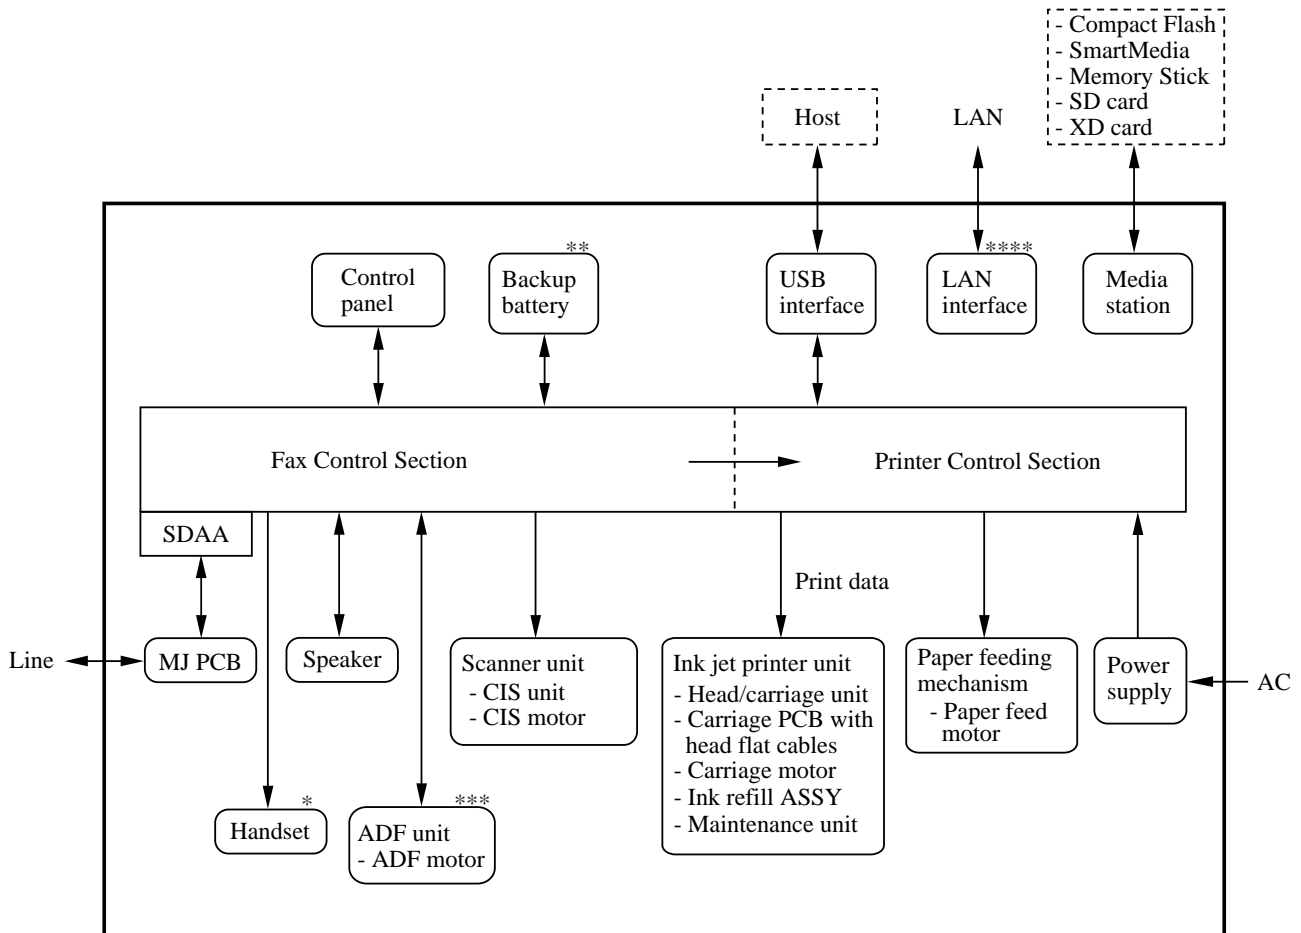 - Compact Flash
- SmartMedia
- Memory Stick
- SD card
- XD card
Host
LAN
**
****
Control
panel
Backup
battery
USB
interface
LAN
interface
Media
station
Fax Control Section
Printer Control Section
SDAA
Print data
Line
MJ PCB
Speaker
Scanner unit
- CIS unit
- CIS motor
Ink jet printer unit
- Head/carriage unit
- Carriage PCB with
head flat cables
- Carriage motor
- Ink refill ASSY
- Maintenance unit
Paper feeding
mechanism
- Paper feed
motor
Power
supply
AC
*
Handset
***
ADF unit
- ADF motor